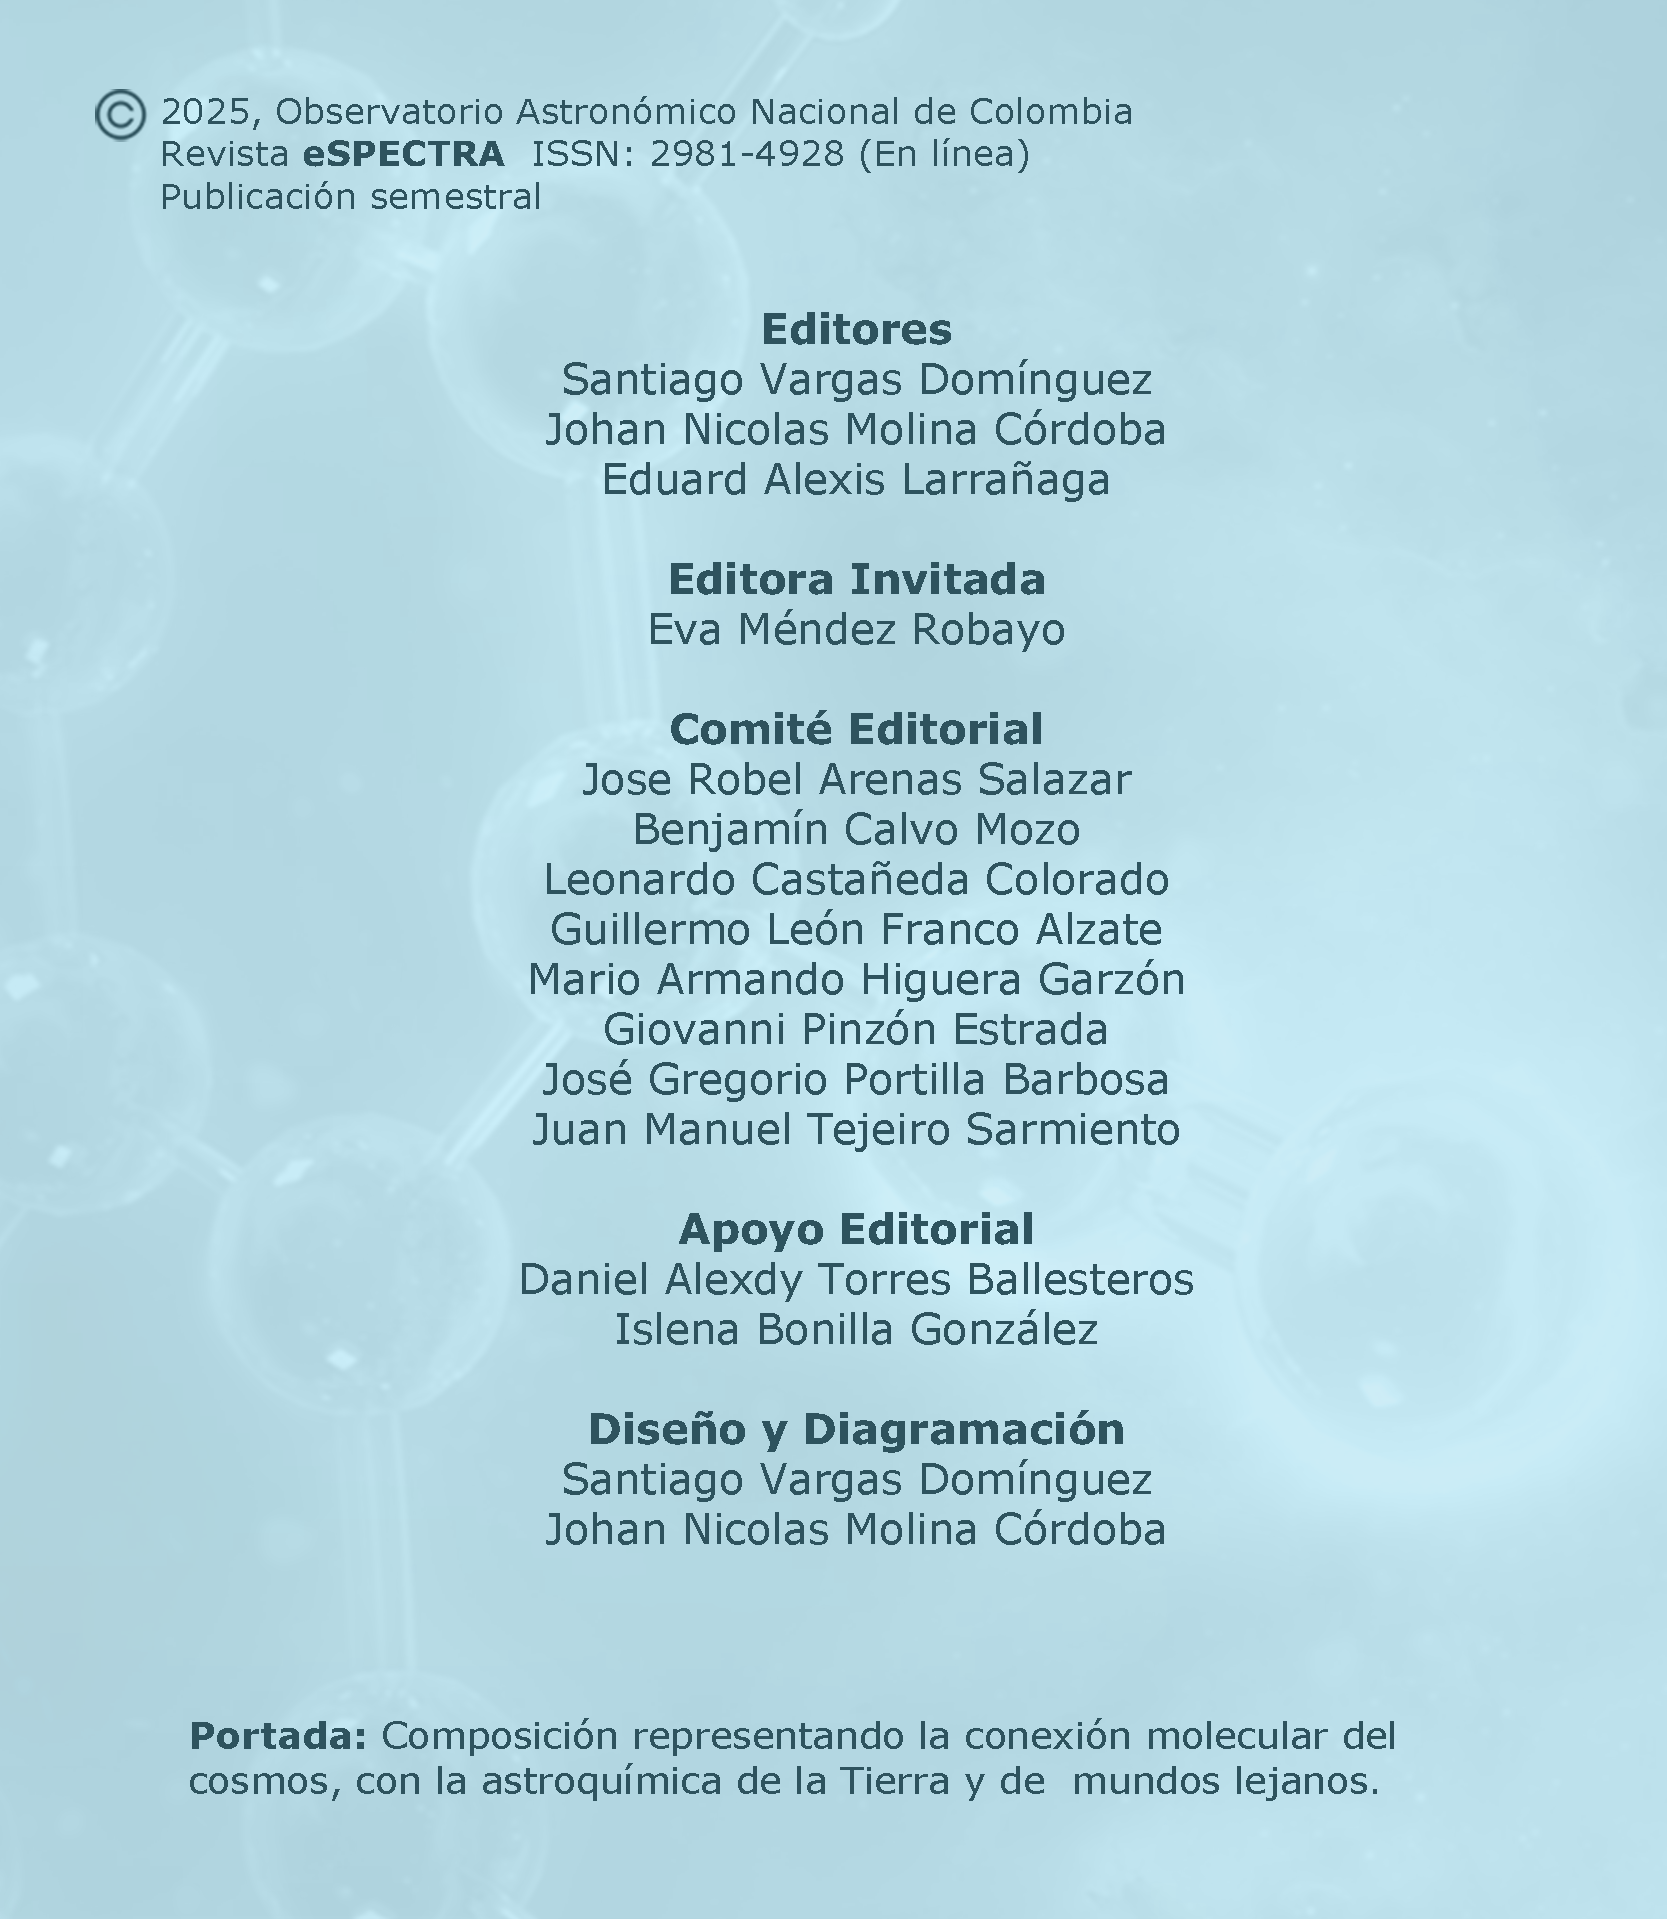 © 2025, Observatorio Astronómico Nacional de Colombia
Revista eSPECTRA ISSN: 2981-4928 (En línea)
Publicación semestral
Editores
Santiago Vargas Domínguez
Johan Nicolas Molina Córdoba
Eduard Alexis Larrañaga
Editora Invitada
Eva Méndez Robayo
Comité Editorial
Jose Robel Arenas Salazar
Benjamín Calvo Mozo
Leonardo Castañeda Colorado
Guillermo León Franco Alzate
Mario Armando Higuera Garzón
Giovanni Pinzón Estrada
José Gregorio Portilla Barbosa
Juan Manuel Tejeiro Sarmiento
Apoyo Editorial
Daniel Alexdy Torres Ballesteros
Islena Bonilla González
Diseño y Diagramación
Santiago Vargas Domínguez
Johan Nicolas Molina Córdoba
Portada: Composición representando la conexión molecular del
cosmos, con la astroquímica de la Tierra y de mundos lejanos.